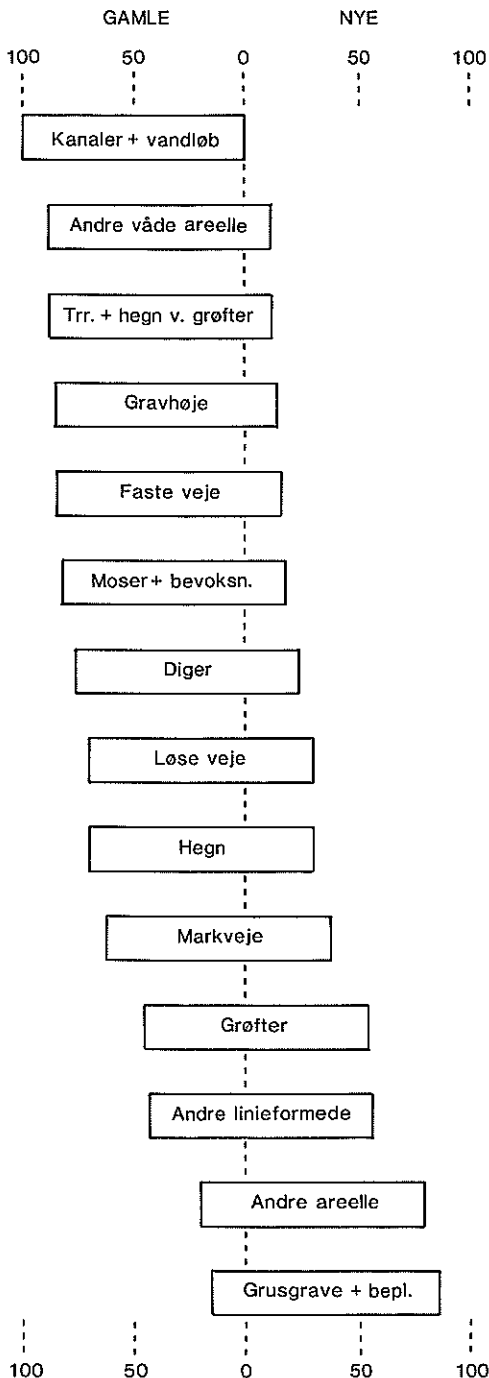 GAMLE NYE
100 50 0 50 100
Kanaler + vandløb
Andre våde areelle
Trr. + hegn v. grøfter
Gravhøje
Faste veje
Moser + bevoksn.
Diger
Løse veje
Hegn
Markveje
Grøfter
Andre linieformede
Andre areelle
Grusgrave + bepl.
100 50 0 50 100